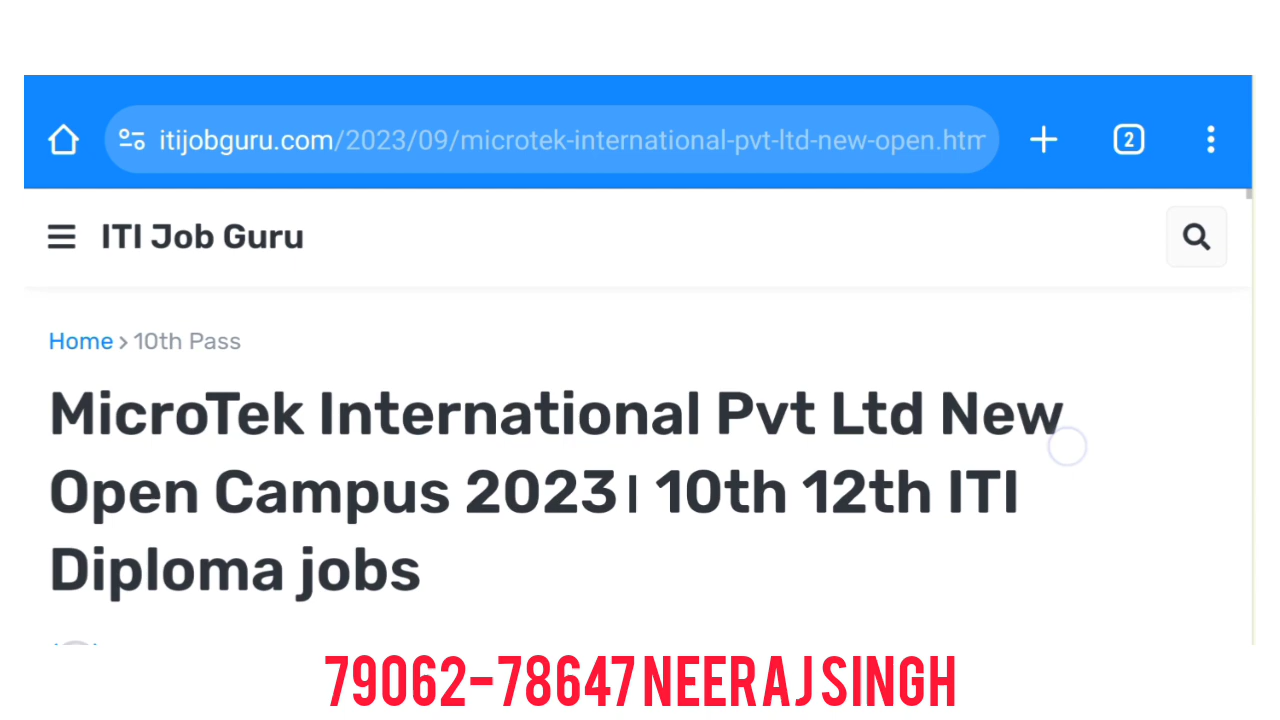 itijobguru.com/2023/09/microtek-international-pvt-ltd-new-open.htm
2
ITI Job Guru
Home > 10th Pass
MicroTek International Pvt Ltd New
Open Campus 2023। 10th 12th ITI
Diploma jobs
79062-78647 NEERAJ SINGH